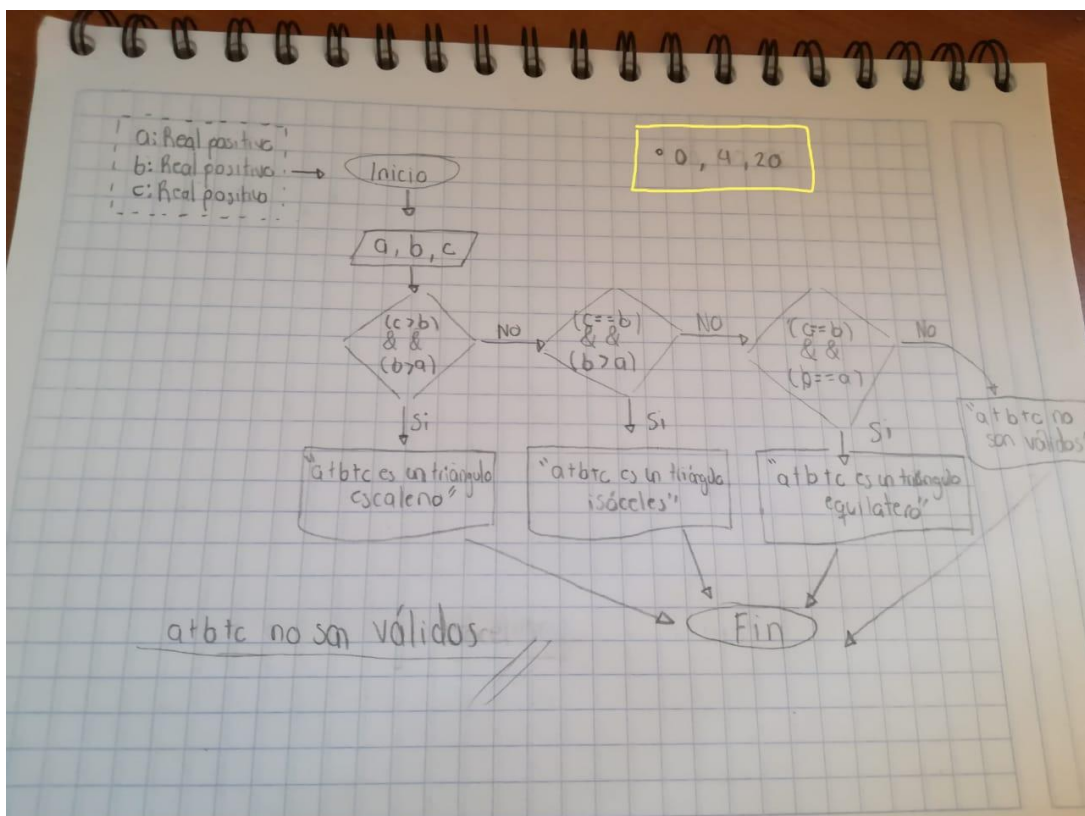 a: Real positivo
b: Real positivo
c: Real positivo
Inicio
° 0, 4, 20
a, b, c
(c>b)
& &
(b>a)
NO
(c==b)
& &
(b>a)
NO
(c==b)
& &
(b==a)
No
Si
Si
Si
"a+b+c no
son válidos"
"a+b+c es un triángulo
escaleno"
"a+b+c es un triángulo
isóceles"
"a+b+c es un triángulo
equilatero"
Fin
a+b+c no son válidos